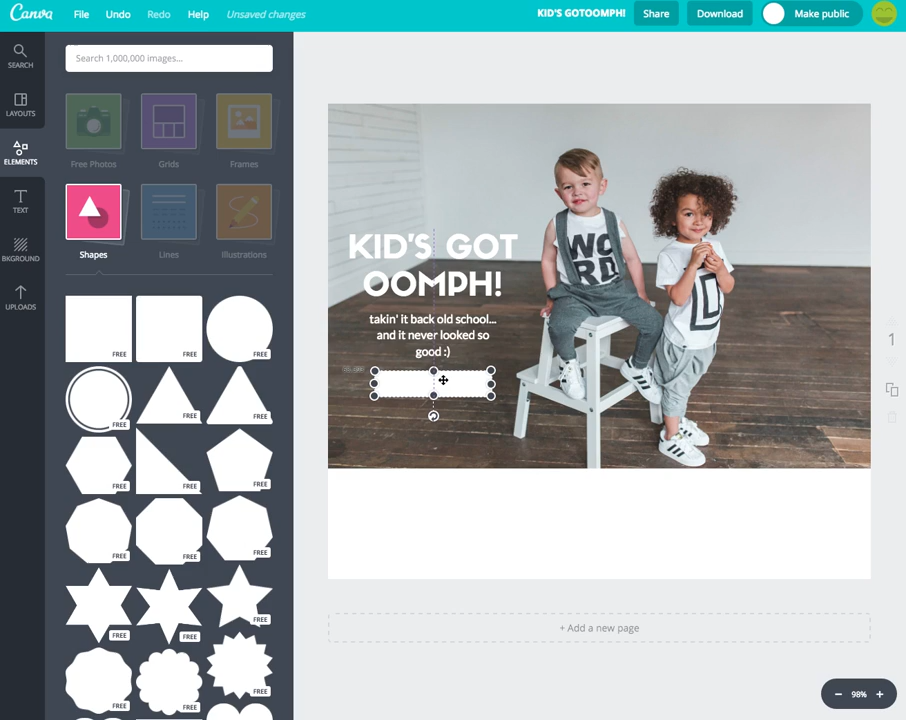 Canva File Undo Redo Help Unsaved changes KID'S GOTOOMPH! Share Download Make public
SEARCH
LAYOUTS
ELEMENTS
TEXT
BKGROUND
UPLOADS
Search 1,000,000 images...
Free Photos Grids Frames
Shapes Lines Illustrations
FREE FREE FREE
FREE FREE FREE
FREE FREE FREE
FREE FREE FREE
FREE FREE FREE
FREE FREE FREE
KID'S GOT
OOMPH!
takin' it back old school...
and it never looked so
good :)
WO
RD
D
1
+ Add a new page
98%